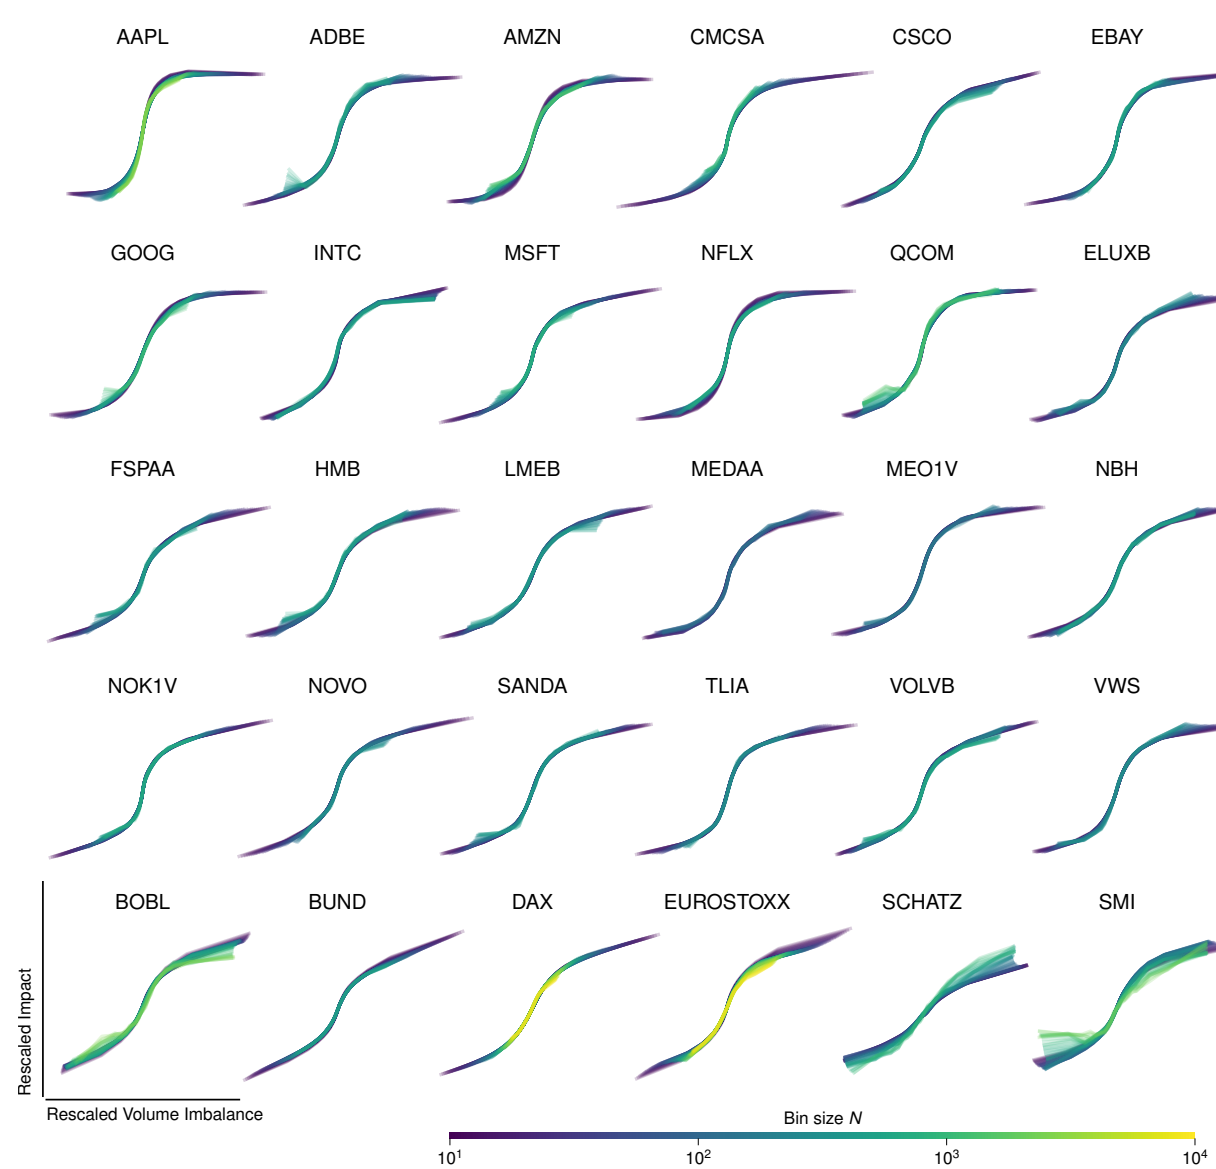 AAPL ADBE AMZN CMCSA CSCO EBAY
GOOG INTC MSFT NFLX QCOM ELUXB
FSPAA HMB LMEB MEDAA MEO1V NBH
NOK1V NOVO SANDA TLIA VOLVB VWS
BOBL BUND DAX EUROSTOXX SCHATZ SMI
Rescaled Impact
Rescaled Volume Imbalance
Bin size N
10¹ 10² 10³ 10⁴